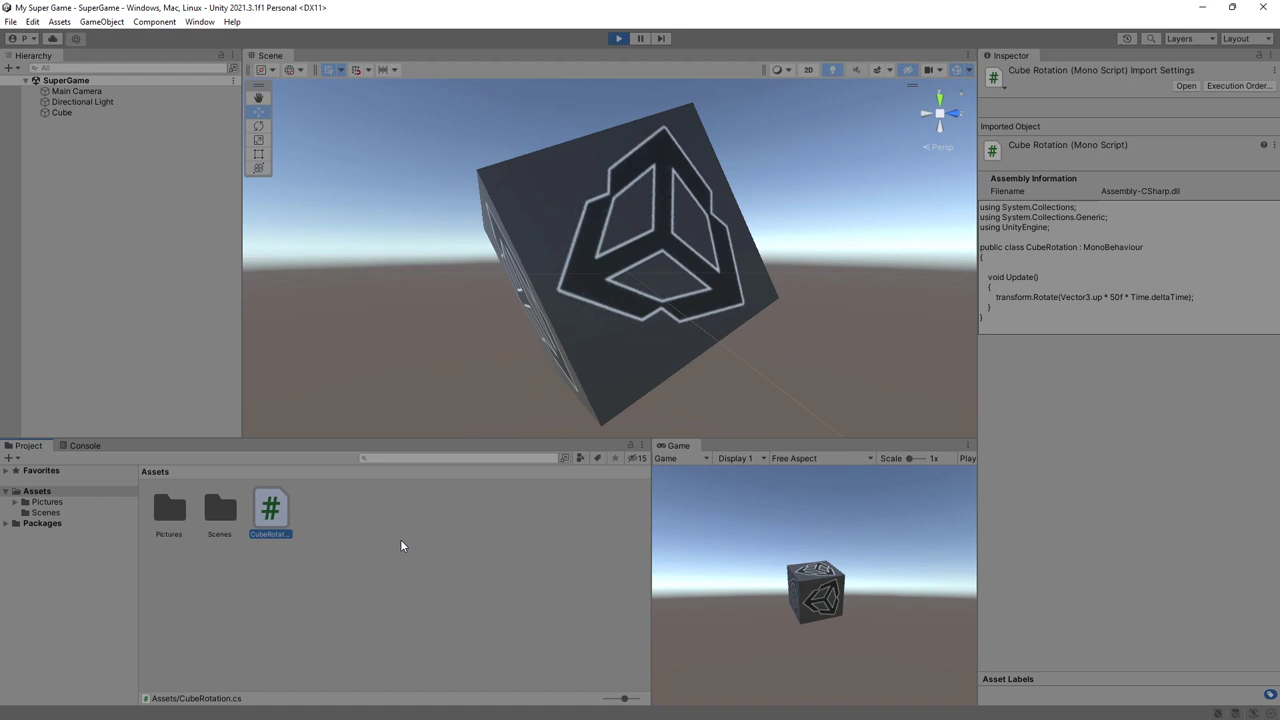 My Super Game - SuperGame - Windows, Mac, Linux - Unity 2021.3.1f1 Personal <DX11>
File Edit Assets GameObject Component Window Help
P Layers Layout
Hierarchy
All
SuperGame
Main Camera
Directional Light
Cube
Scene
2D
Persp
Inspector
Cube Rotation (Mono Script) Import Settings
Open Execution Order...
Imported Object
Cube Rotation (Mono Script)
Assembly Information
Filename Assembly-CSharp.dll
using System.Collections;
using System.Collections.Generic;
using UnityEngine;
public class CubeRotation : MonoBehaviour
{
void Update()
{
transform.Rotate(Vector3.up * 50f * Time.deltaTime);
}
}
Asset Labels
Project Console
15
Favorites
Assets
Pictures
Scenes
Packages
Assets
Pictures Scenes CubeRotat...
Assets/CubeRotation.cs
Game
Game Display 1 Free Aspect Scale 1x Play